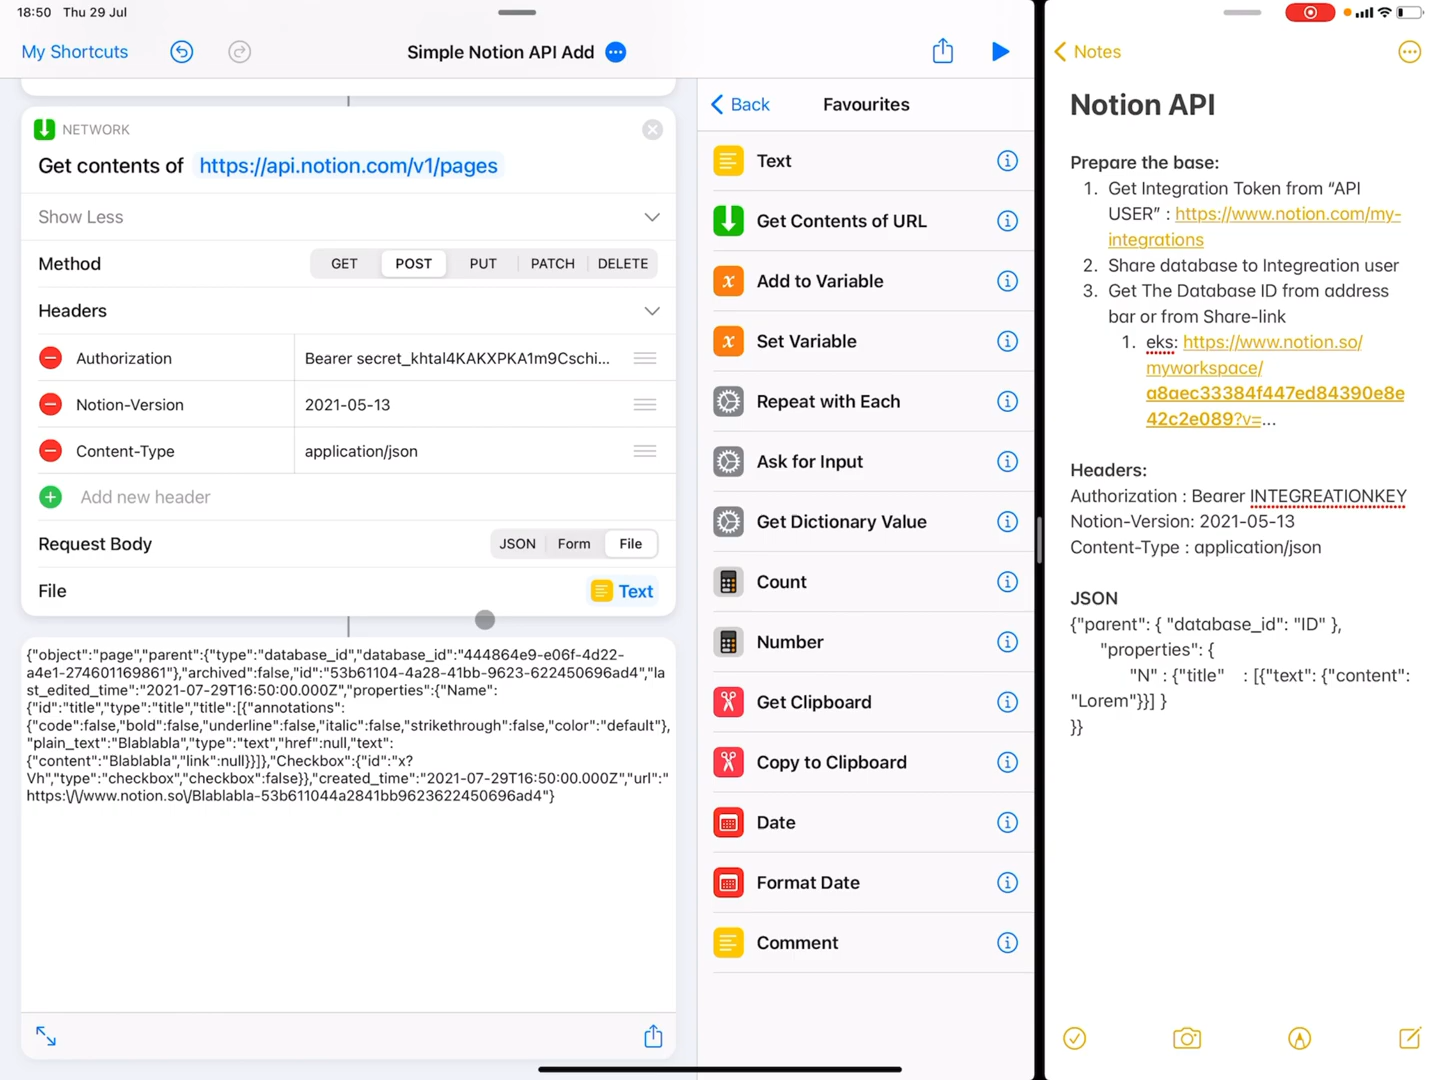 18:50 Thu 29 Jul
My Shortcuts
Simple Notion API Add
NETWORK
Get contents of https://api.notion.com/v1/pages
Show Less
Method GET POST PUT PATCH DELETE
Headers
Authorization Bearer secret_khtal4KAKXPKA1m9Cschi...
Notion-Version 2021-05-13
Content-Type application/json
Add new header
Request Body JSON Form File
File Text
{"object":"page","parent":{"type":"database_id","database_id":"444864e9-e06f-4d22-
a4e1-274601169861"},"archived":false,"id":"53b61104-4a28-41bb-9623-622450696ad4","la
st_edited_time":"2021-07-29T16:50:00.000Z","properties":{"Name":
{"id":"title","type":"title","title":[{"annotations":
{"code":false,"bold":false,"underline":false,"italic":false,"strikethrough":false,"color":"default"},
"plain_text":"Blablabla","type":"text","href":null,"text":
{"content":"Blablabla","link":null}}]},"Checkbox":{"id":"x?
Vh","type":"checkbox","checkbox":false}},"created_time":"2021-07-29T16:50:00.000Z","url":"
https:\/\/www.notion.so\/Blablabla-53b611044a2841bb9623622450696ad4"}
Back
Favourites
Text
Get Contents of URL
Add to Variable
Set Variable
Repeat with Each
Ask for Input
Get Dictionary Value
Count
Number
Get Clipboard
Copy to Clipboard
Date
Format Date
Comment
Notes
Notion API
Prepare the base:
1. Get Integration Token from “API
USER” : https://www.notion.com/my-
integrations
2. Share database to Integreation user
3. Get The Database ID from address
bar or from Share-link
1. eks: https://www.notion.so/
myworkspace/
a8aec33384f447ed84390e8e
42c2e089?v=...
Headers:
Authorization : Bearer INTEGREATIONKEY
Notion-Version: 2021-05-13
Content-Type : application/json
JSON
{"parent": { "database_id": "ID" },
"properties": {
"N" : {"title" : [{"text": {"content":
"Lorem"}}] }
}}